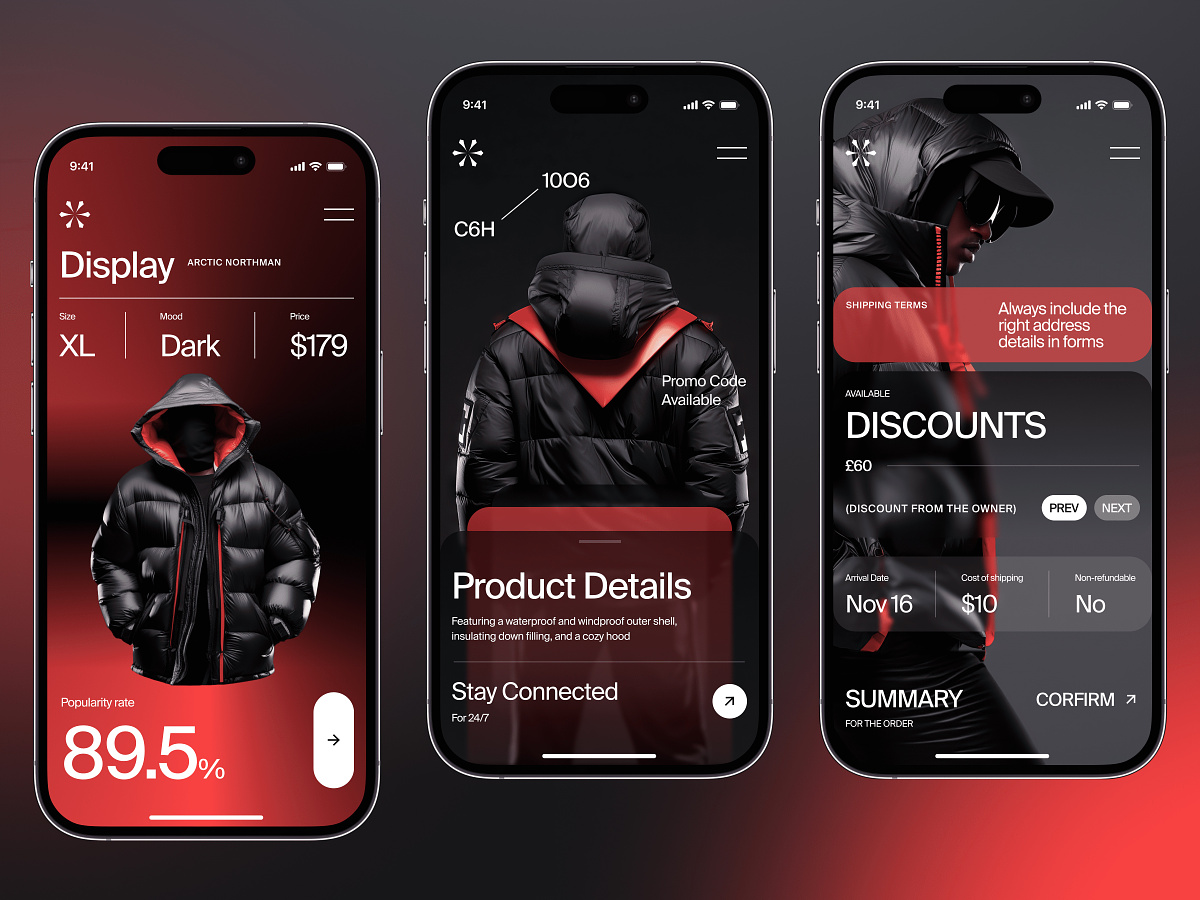 9:41
Display ARCTIC NORTHMAN
Size Mood Price
XL Dark $179
Popularity rate
89.5%
9:41
1006
C6H
Promo Code
Available
Product Details
Featuring a waterproof and windproof outer shell,
insulating down filling, and a cozy hood
Stay Connected
For 24/7
9:41
SHIPPING TERMS
Always include the
right address
details in forms
AVAILABLE
DISCOUNTS
£60
(DISCOUNT FROM THE OWNER) PREV NEXT
Arrival Date Cost of shipping Non-refundable
Nov 16 $10 No
SUMMARY CORFIRM
FOR THE ORDER